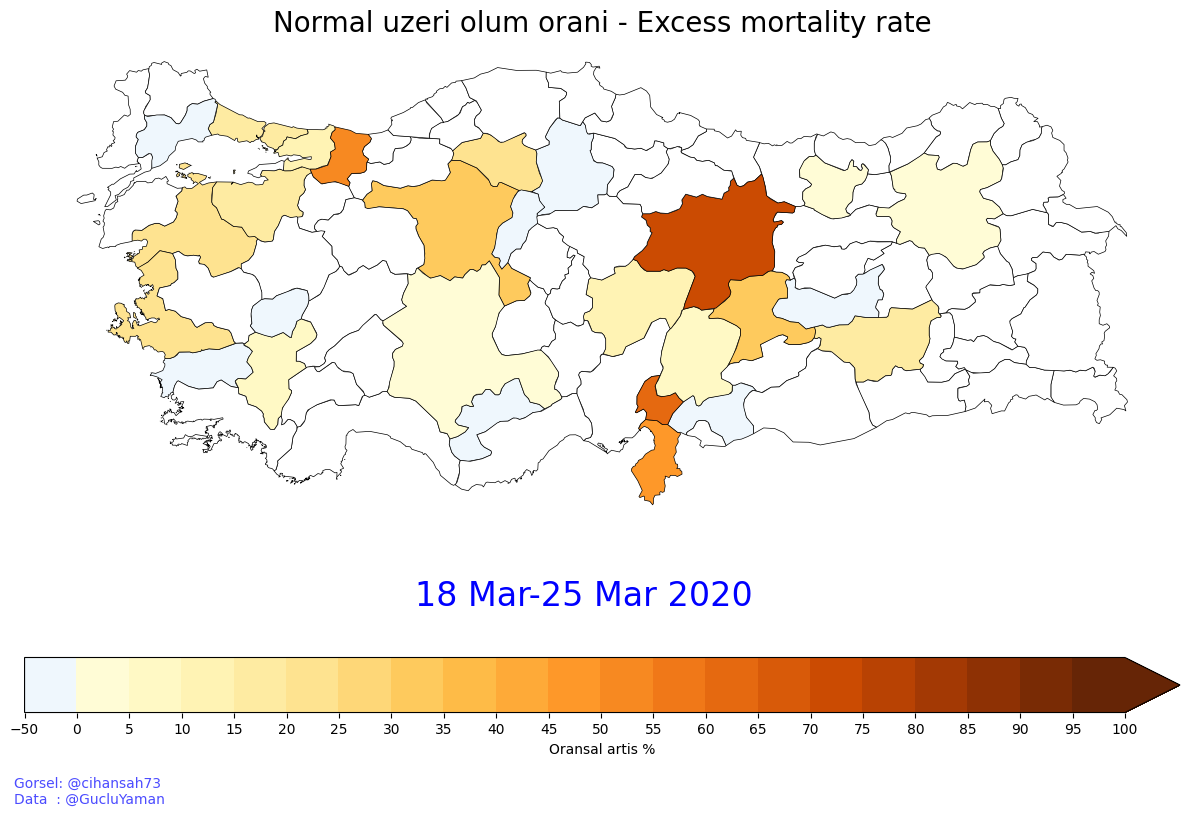 Normal uzeri olum orani - Excess mortality rate
18 Mar-25 Mar 2020
−50 0 5 10 15 20 25 30 35 40 45 50 55 60 65 70 75 80 85 90 95 100
Oransal artis %
Gorsel: @cihansah73
Data : @GucluYaman